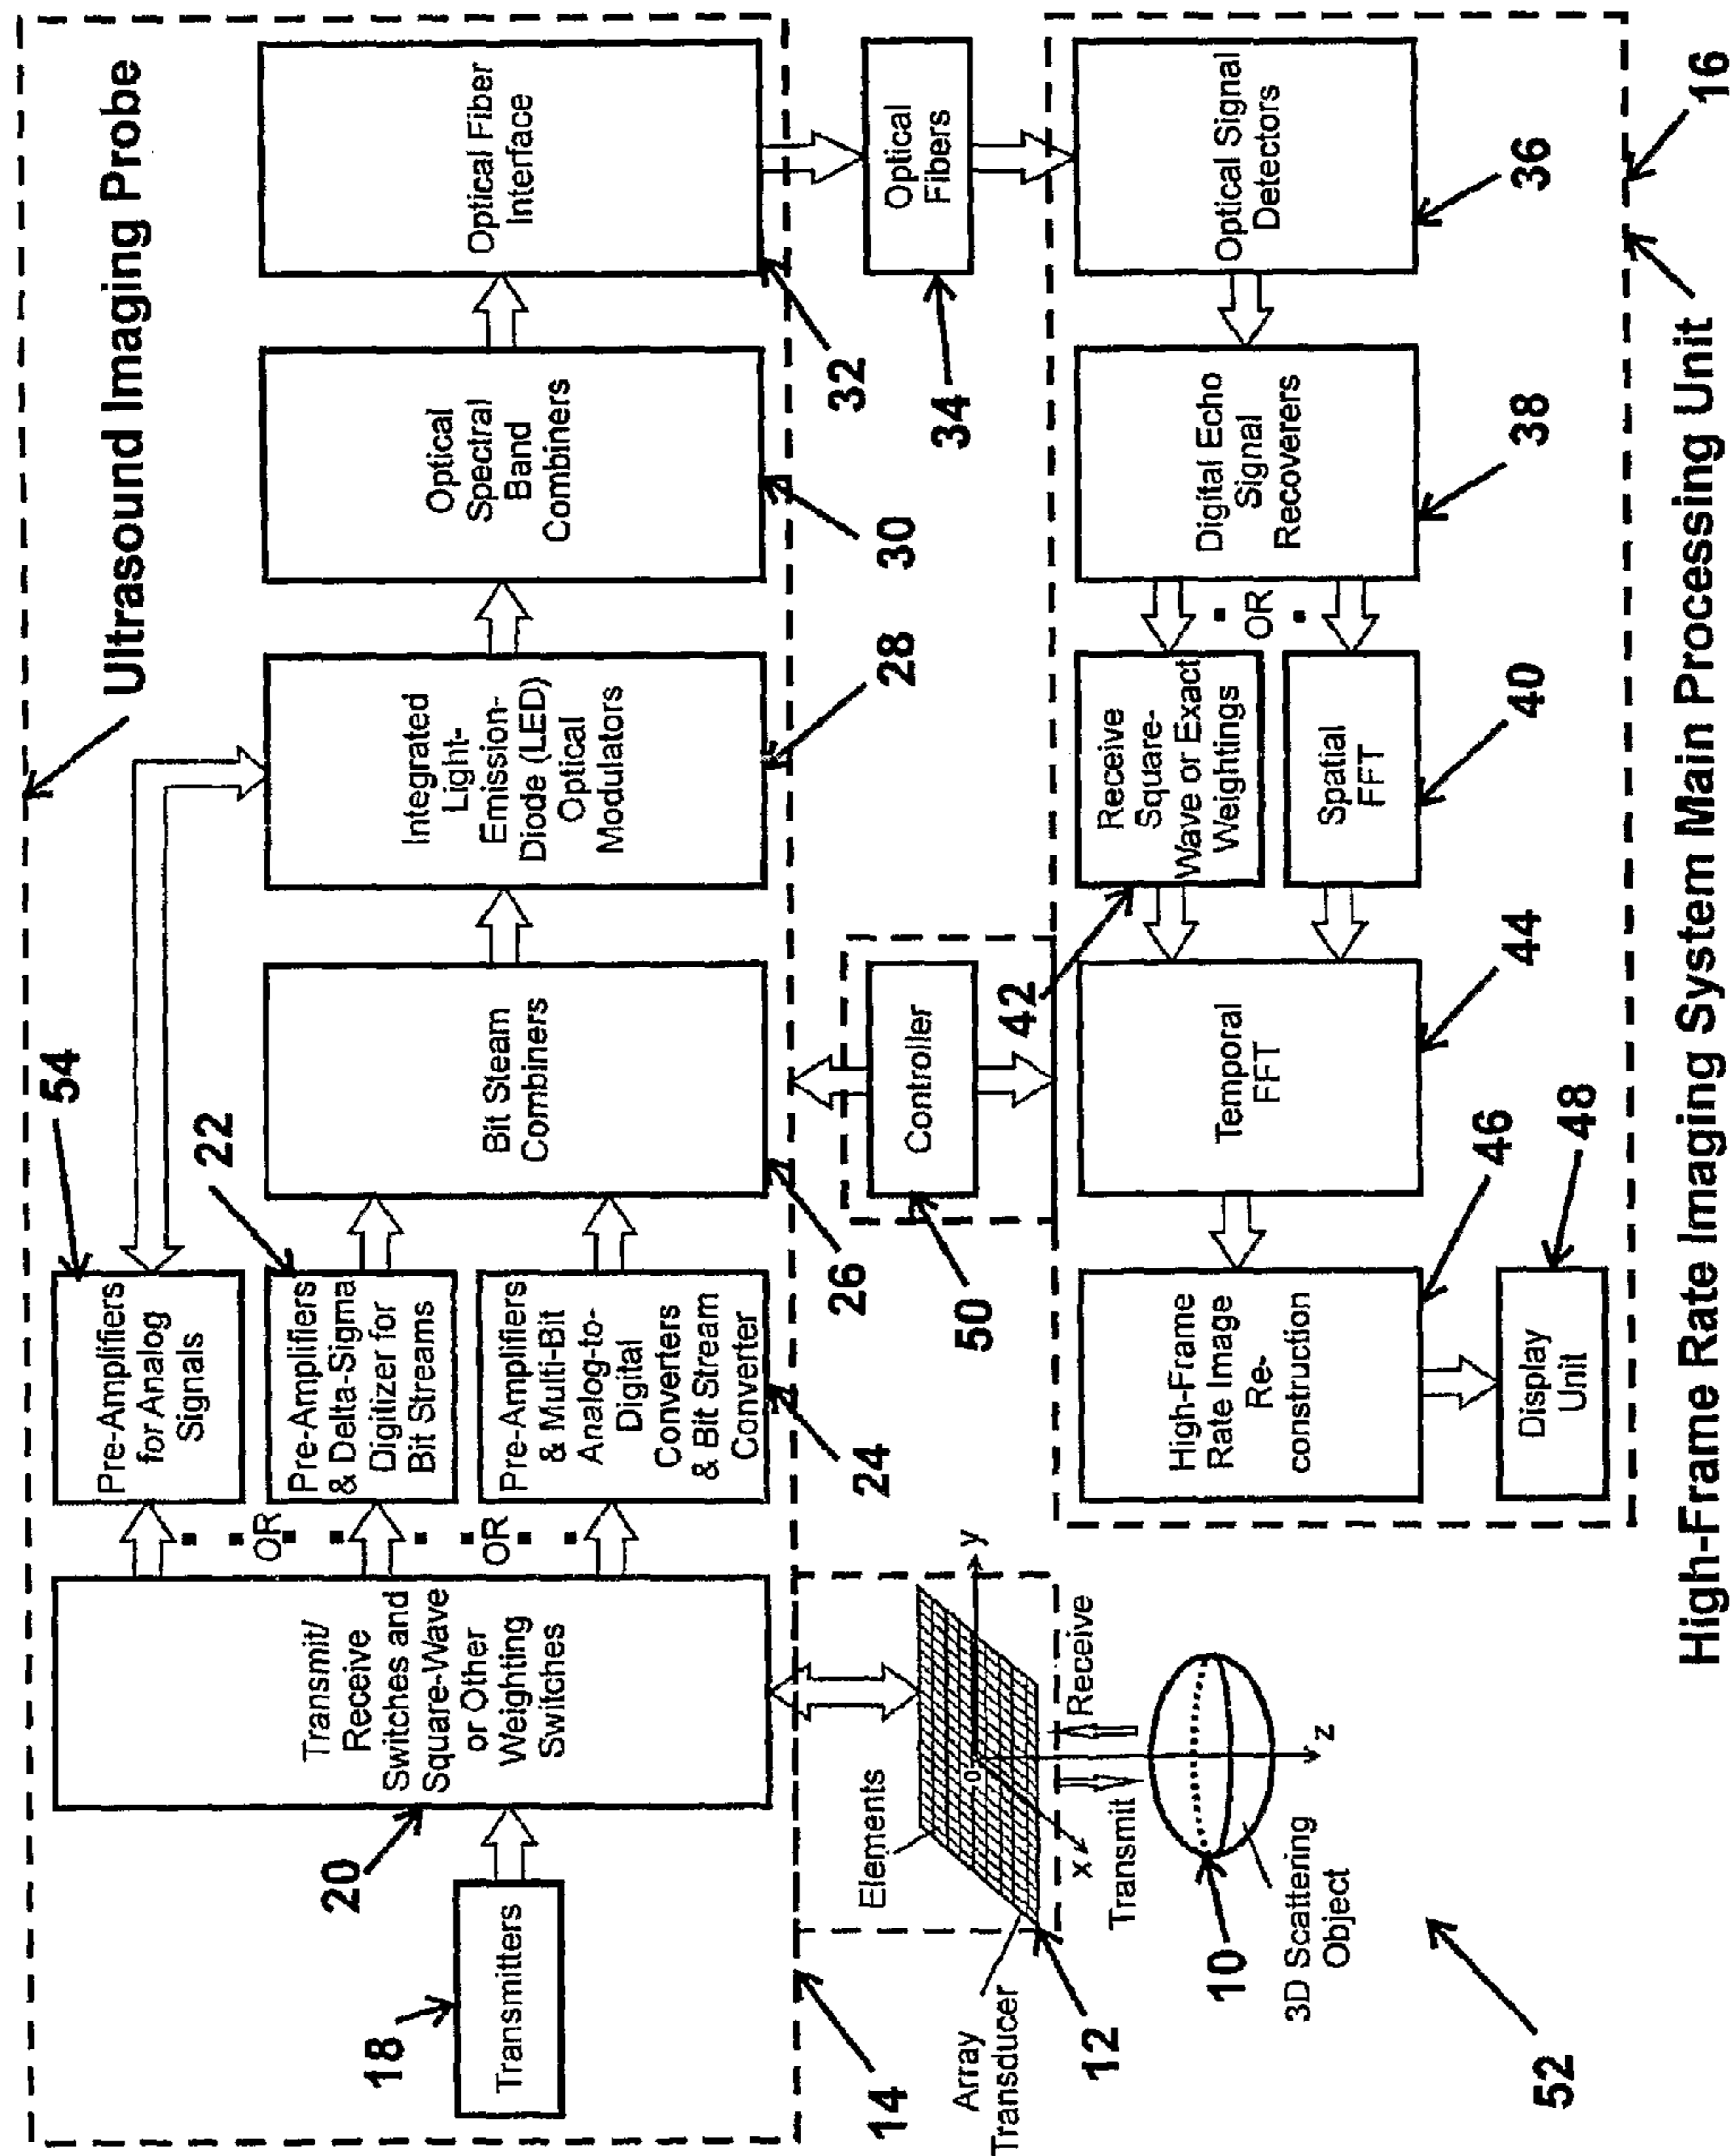 Ultrasound Imaging Probe
54
Pre-Amplifiers
for Analog
Signals
OR
22
Pre-Amplifiers
& Delta-Sigma
Digitizer for
Bit Streams
OR
Pre-Amplifiers
& Multi-Bit
Analog-to-
Digital
Converters
& Bit Stream
Converter
24
18
Transmitters
20
Transmit/
Receive
Switches and
Square-Wave
or Other
Weighting
Switches
Bit Steam
Combiners
26
Integrated
Light-
Emission-
Diode (LED)
Optical
Modulators
28
Optical
Spectral
Band
Combiners
30
Optical Fiber
Interface
32
14
Elements
0
y
x
z
Array
Transducer
12
Transmit
Receive
10
3D Scattering
Object
52
Controller
50
Optical
Fibers
34
Optical Signal
Detectors
36
Digital Echo
Signal
Recoverers
38
OR
Receive
Square-
Wave or Exact
Weightings
42
Spatial
FFT
40
Temporal
FFT
44
High-Frame
Rate Image
Re-
construction
46
Display
Unit
48
16
High-Frame Rate Imaging System Main Processing Unit